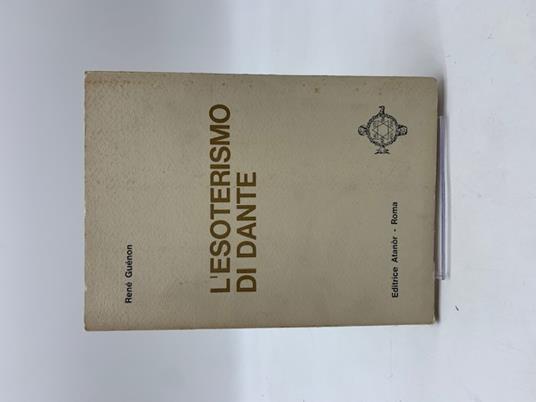 René Guénon
L'ESOTERISMO
DI DANTE
Editrice Atanòr - Roma